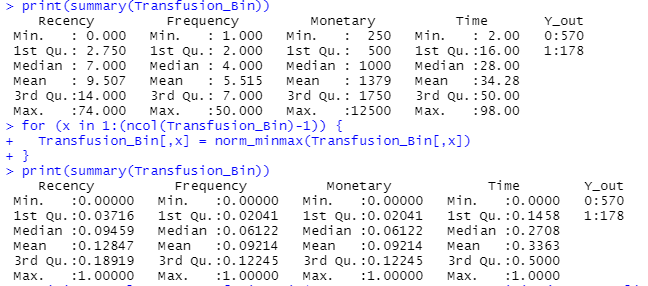 > print(summary(Transfusion_Bin))
    Recency         Frequency         Monetary          Time       Y_out
 Min.   : 0.000   Min.   : 1.000   Min.   :  250   Min.   : 2.00   0:570
 1st Qu.: 2.750   1st Qu.: 2.000   1st Qu.:  500   1st Qu.:16.00   1:178
 Median : 7.000   Median : 4.000   Median : 1000   Median :28.00
 Mean   : 9.507   Mean   : 5.515   Mean   : 1379   Mean   :34.28
 3rd Qu.:14.000   3rd Qu.: 7.000   3rd Qu.: 1750   3rd Qu.:50.00
 Max.   :74.000   Max.   :50.000   Max.   :12500   Max.   :98.00
> for (x in 1:(ncol(Transfusion_Bin)-1)) {
+   Transfusion_Bin[,x] = norm_minmax(Transfusion_Bin[,x])
+ }
> print(summary(Transfusion_Bin))
    Recency          Frequency          Monetary            Time        Y_out
 Min.   :0.00000   Min.   :0.00000   Min.   :0.00000   Min.   :0.0000   0:570
 1st Qu.:0.03716   1st Qu.:0.02041   1st Qu.:0.02041   1st Qu.:0.1458   1:178
 Median :0.09459   Median :0.06122   Median :0.06122   Median :0.2708
 Mean   :0.12847   Mean   :0.09214   Mean   :0.09214   Mean   :0.3363
 3rd Qu.:0.18919   3rd Qu.:0.12245   3rd Qu.:0.12245   3rd Qu.:0.5000
 Max.   :1.00000   Max.   :1.00000   Max.   :1.00000   Max.   :1.0000